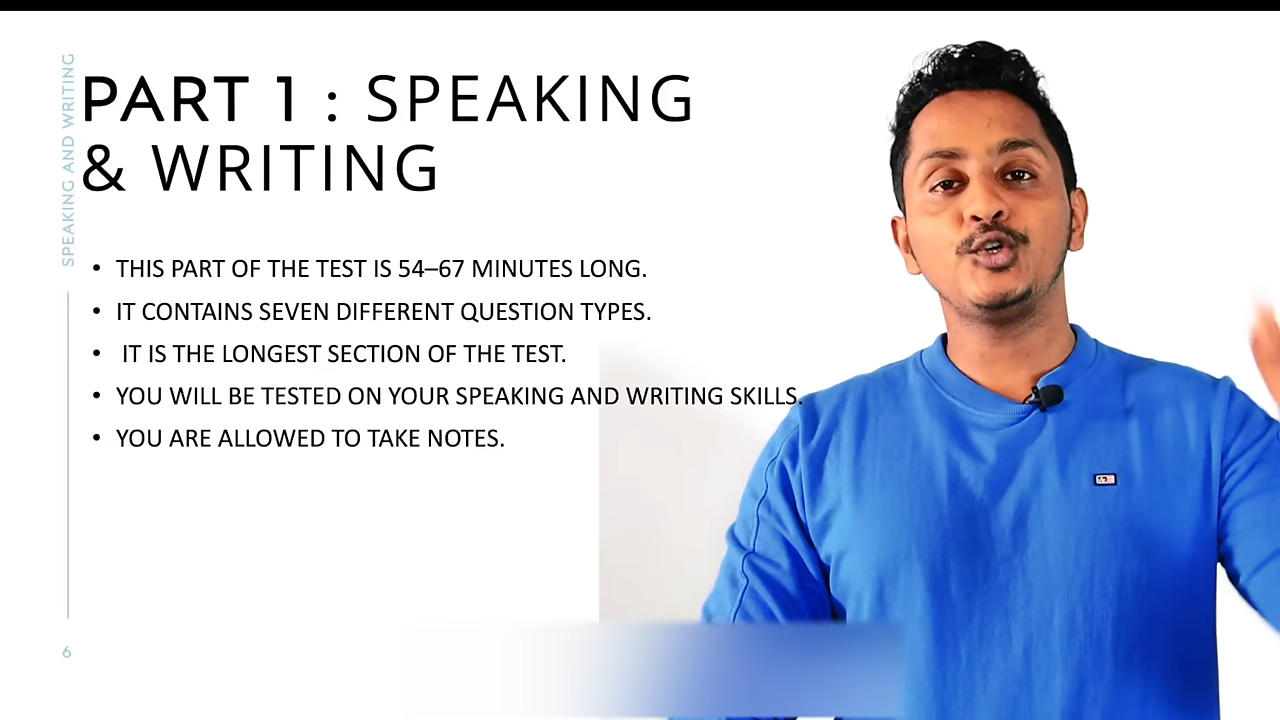 SPEAKING AND WRITING
PART 1 : SPEAKING
& WRITING
• THIS PART OF THE TEST IS 54–67 MINUTES LONG.
• IT CONTAINS SEVEN DIFFERENT QUESTION TYPES.
• IT IS THE LONGEST SECTION OF THE TEST.
• YOU WILL BE TESTED ON YOUR SPEAKING AND WRITING SKILLS.
• YOU ARE ALLOWED TO TAKE NOTES.
6